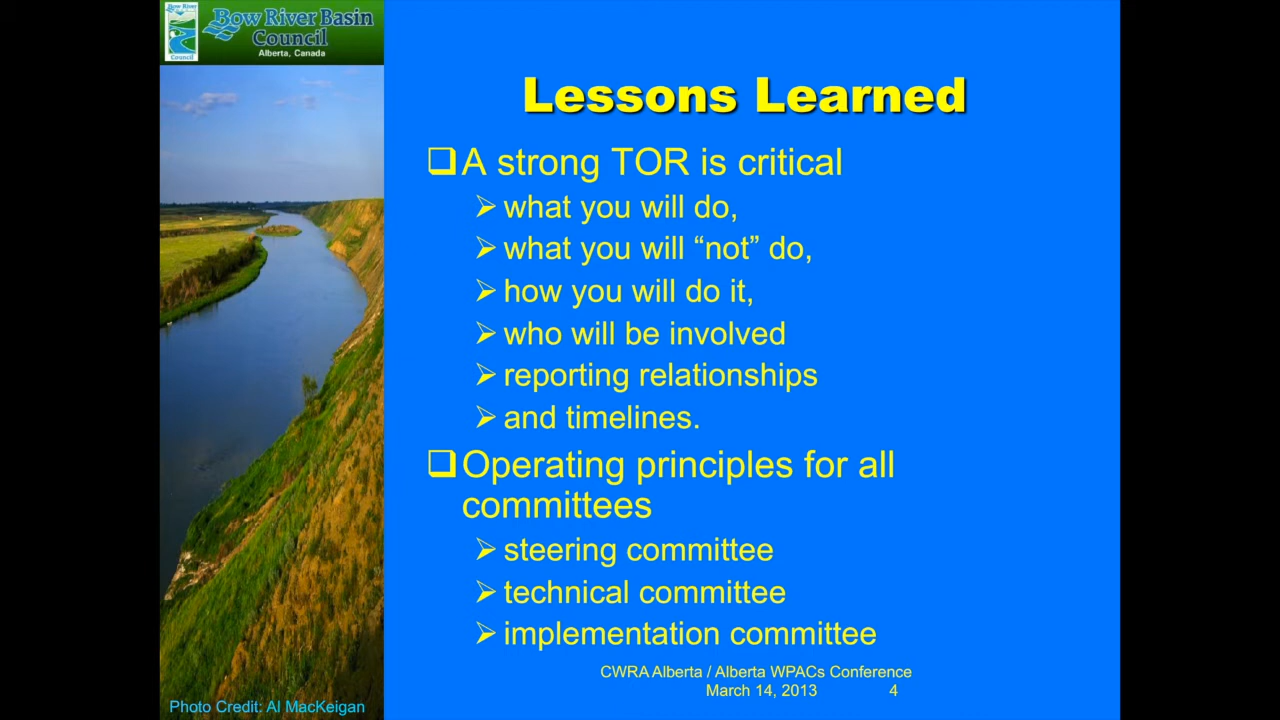 Bow River
Council
Bow River Basin
Council
Alberta, Canada
Lessons Learned
❑A strong TOR is critical
➢what you will do,
➢what you will “not” do,
➢how you will do it,
➢who will be involved
➢reporting relationships
➢and timelines.
❑Operating principles for all
committees
➢steering committee
➢technical committee
➢implementation committee
CWRA Alberta / Alberta WPACs Conference
March 14, 2013 4
Photo Credit: Al MacKeigan